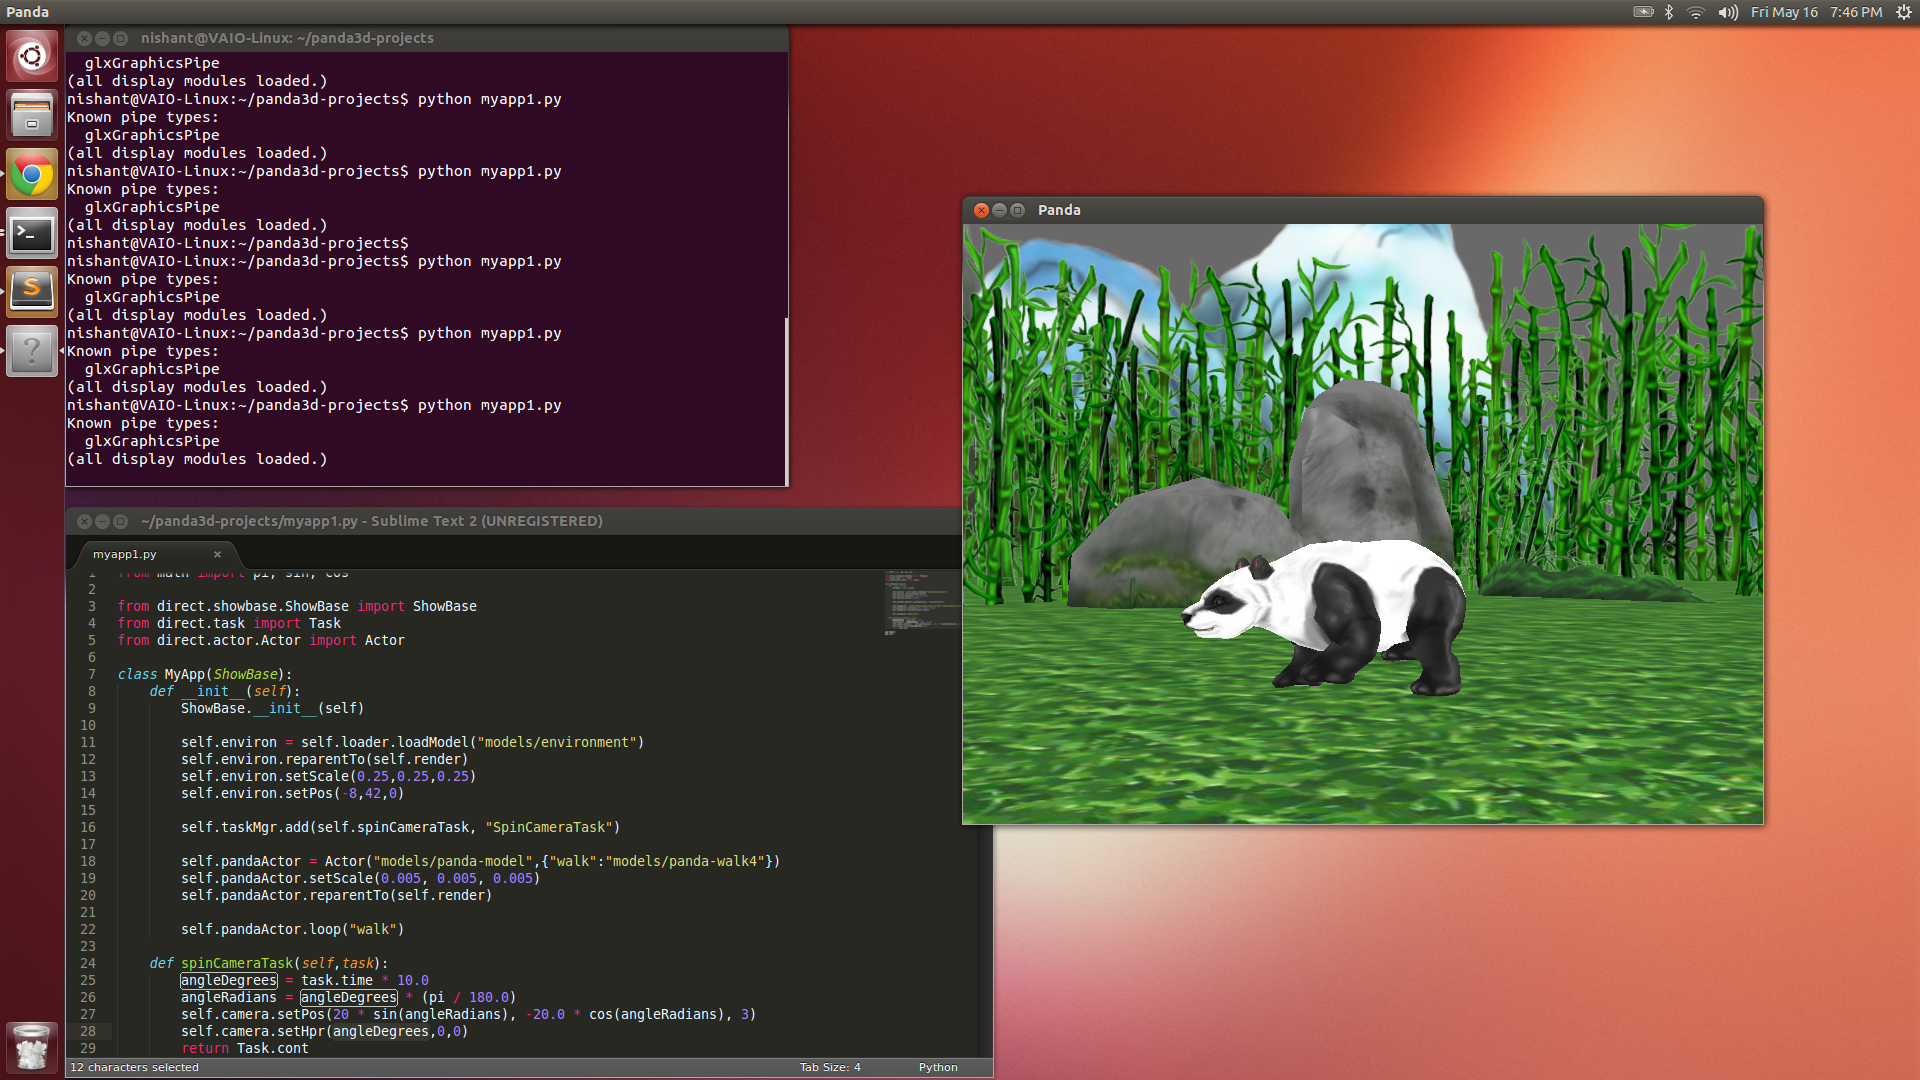 Panda
Fri May 16 7:46 PM
nishant@VAIO-Linux: ~/panda3d-projects
glxGraphicsPipe
(all display modules loaded.)
nishant@VAIO-Linux:~/panda3d-projects$ python myapp1.py
Known pipe types:
glxGraphicsPipe
(all display modules loaded.)
nishant@VAIO-Linux:~/panda3d-projects$ python myapp1.py
Known pipe types:
glxGraphicsPipe
(all display modules loaded.)
nishant@VAIO-Linux:~/panda3d-projects$
nishant@VAIO-Linux:~/panda3d-projects$ python myapp1.py
Known pipe types:
glxGraphicsPipe
(all display modules loaded.)
nishant@VAIO-Linux:~/panda3d-projects$ python myapp1.py
Known pipe types:
glxGraphicsPipe
(all display modules loaded.)
nishant@VAIO-Linux:~/panda3d-projects$ python myapp1.py
Known pipe types:
glxGraphicsPipe
(all display modules loaded.)
Panda
~/panda3d-projects/myapp1.py - Sublime Text 2 (UNREGISTERED)
myapp1.py
1 from math import pi, sin, cos
2
3 from direct.showbase.ShowBase import ShowBase
4 from direct.task import Task
5 from direct.actor.Actor import Actor
6
7 class MyApp(ShowBase):
8 def __init__(self):
9 ShowBase.__init__(self)
10
11 self.environ = self.loader.loadModel("models/environment")
12 self.environ.reparentTo(self.render)
13 self.environ.setScale(0.25,0.25,0.25)
14 self.environ.setPos(-8,42,0)
15
16 self.taskMgr.add(self.spinCameraTask, "SpinCameraTask")
17
18 self.pandaActor = Actor("models/panda-model",{"walk":"models/panda-walk4"})
19 self.pandaActor.setScale(0.005, 0.005, 0.005)
20 self.pandaActor.reparentTo(self.render)
21
22 self.pandaActor.loop("walk")
23
24 def spinCameraTask(self,task):
25 angleDegrees = task.time * 10.0
26 angleRadians = angleDegrees * (pi / 180.0)
27 self.camera.setPos(20 * sin(angleRadians), -20.0 * cos(angleRadians), 3)
28 self.camera.setHpr(angleDegrees,0,0)
29 return Task.cont
12 characters selected
Tab Size: 4
Python